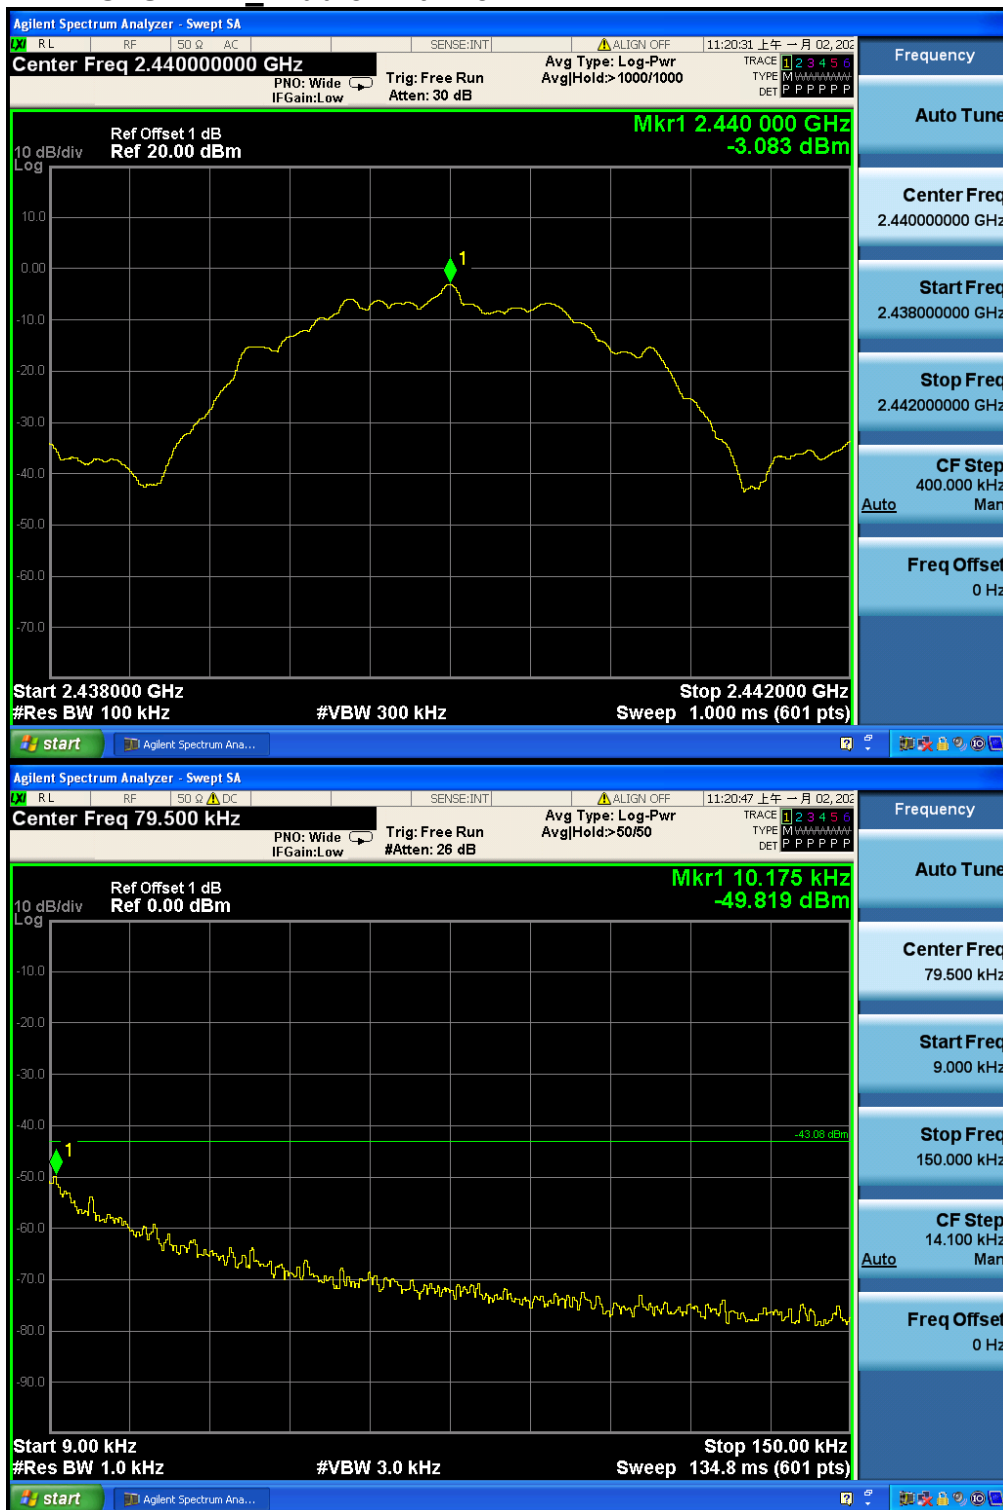 Agilent Spectrum Analyzer - Swept SA
LXI RL RF 50 Ω AC SENSE:INT ALIGN OFF 11:20:31 上午 一月 02, 202
Center Freq 2.440000000 GHz
PNO: Wide
IFGain:Low
Trig: Free Run
Atten: 30 dB
Avg Type: Log-Pwr
Avg|Hold:>1000/1000
TRACE 1 2 3 4 5 6
TYPE M WWWWW
DET P P P P P P
Ref Offset 1 dB
10 dB/div Ref 20.00 dBm
Log
Mkr1 2.440 000 GHz
-3.083 dBm
10.0
0.00
-10.0
-20.0
-30.0
-40.0
-50.0
-60.0
-70.0
1
Start 2.438000 GHz
Stop 2.442000 GHz
#Res BW 100 kHz #VBW 300 kHz Sweep 1.000 ms (601 pts)
Frequency
Auto Tune
Center Freq
2.440000000 GHz
Start Freq
2.438000000 GHz
Stop Freq
2.442000000 GHz
CF Step
400.000 kHz
Auto Man
Freq Offset
0 Hz
start Agilent Spectrum Ana...
Agilent Spectrum Analyzer - Swept SA
LXI RL RF 50 Ω DC SENSE:INT ALIGN OFF 11:20:47 上午 一月 02, 202
Center Freq 79.500 kHz
PNO: Wide
IFGain:Low
Trig: Free Run
#Atten: 26 dB
Avg Type: Log-Pwr
Avg|Hold:>50/50
TRACE 1 2 3 4 5 6
TYPE M WWWWW
DET P P P P P P
Ref Offset 1 dB
10 dB/div Ref 0.00 dBm
Log
Mkr1 10.175 kHz
-49.819 dBm
-10.0
-20.0
-30.0
-40.0
-50.0
-60.0
-70.0
-80.0
-90.0
1
-43.08 dBm
Start 9.00 kHz
Stop 150.00 kHz
#Res BW 1.0 kHz #VBW 3.0 kHz Sweep 134.8 ms (601 pts)
Frequency
Auto Tune
Center Freq
79.500 kHz
Start Freq
9.000 kHz
Stop Freq
150.000 kHz
CF Step
14.100 kHz
Auto Man
Freq Offset
0 Hz
start Agilent Spectrum Ana...